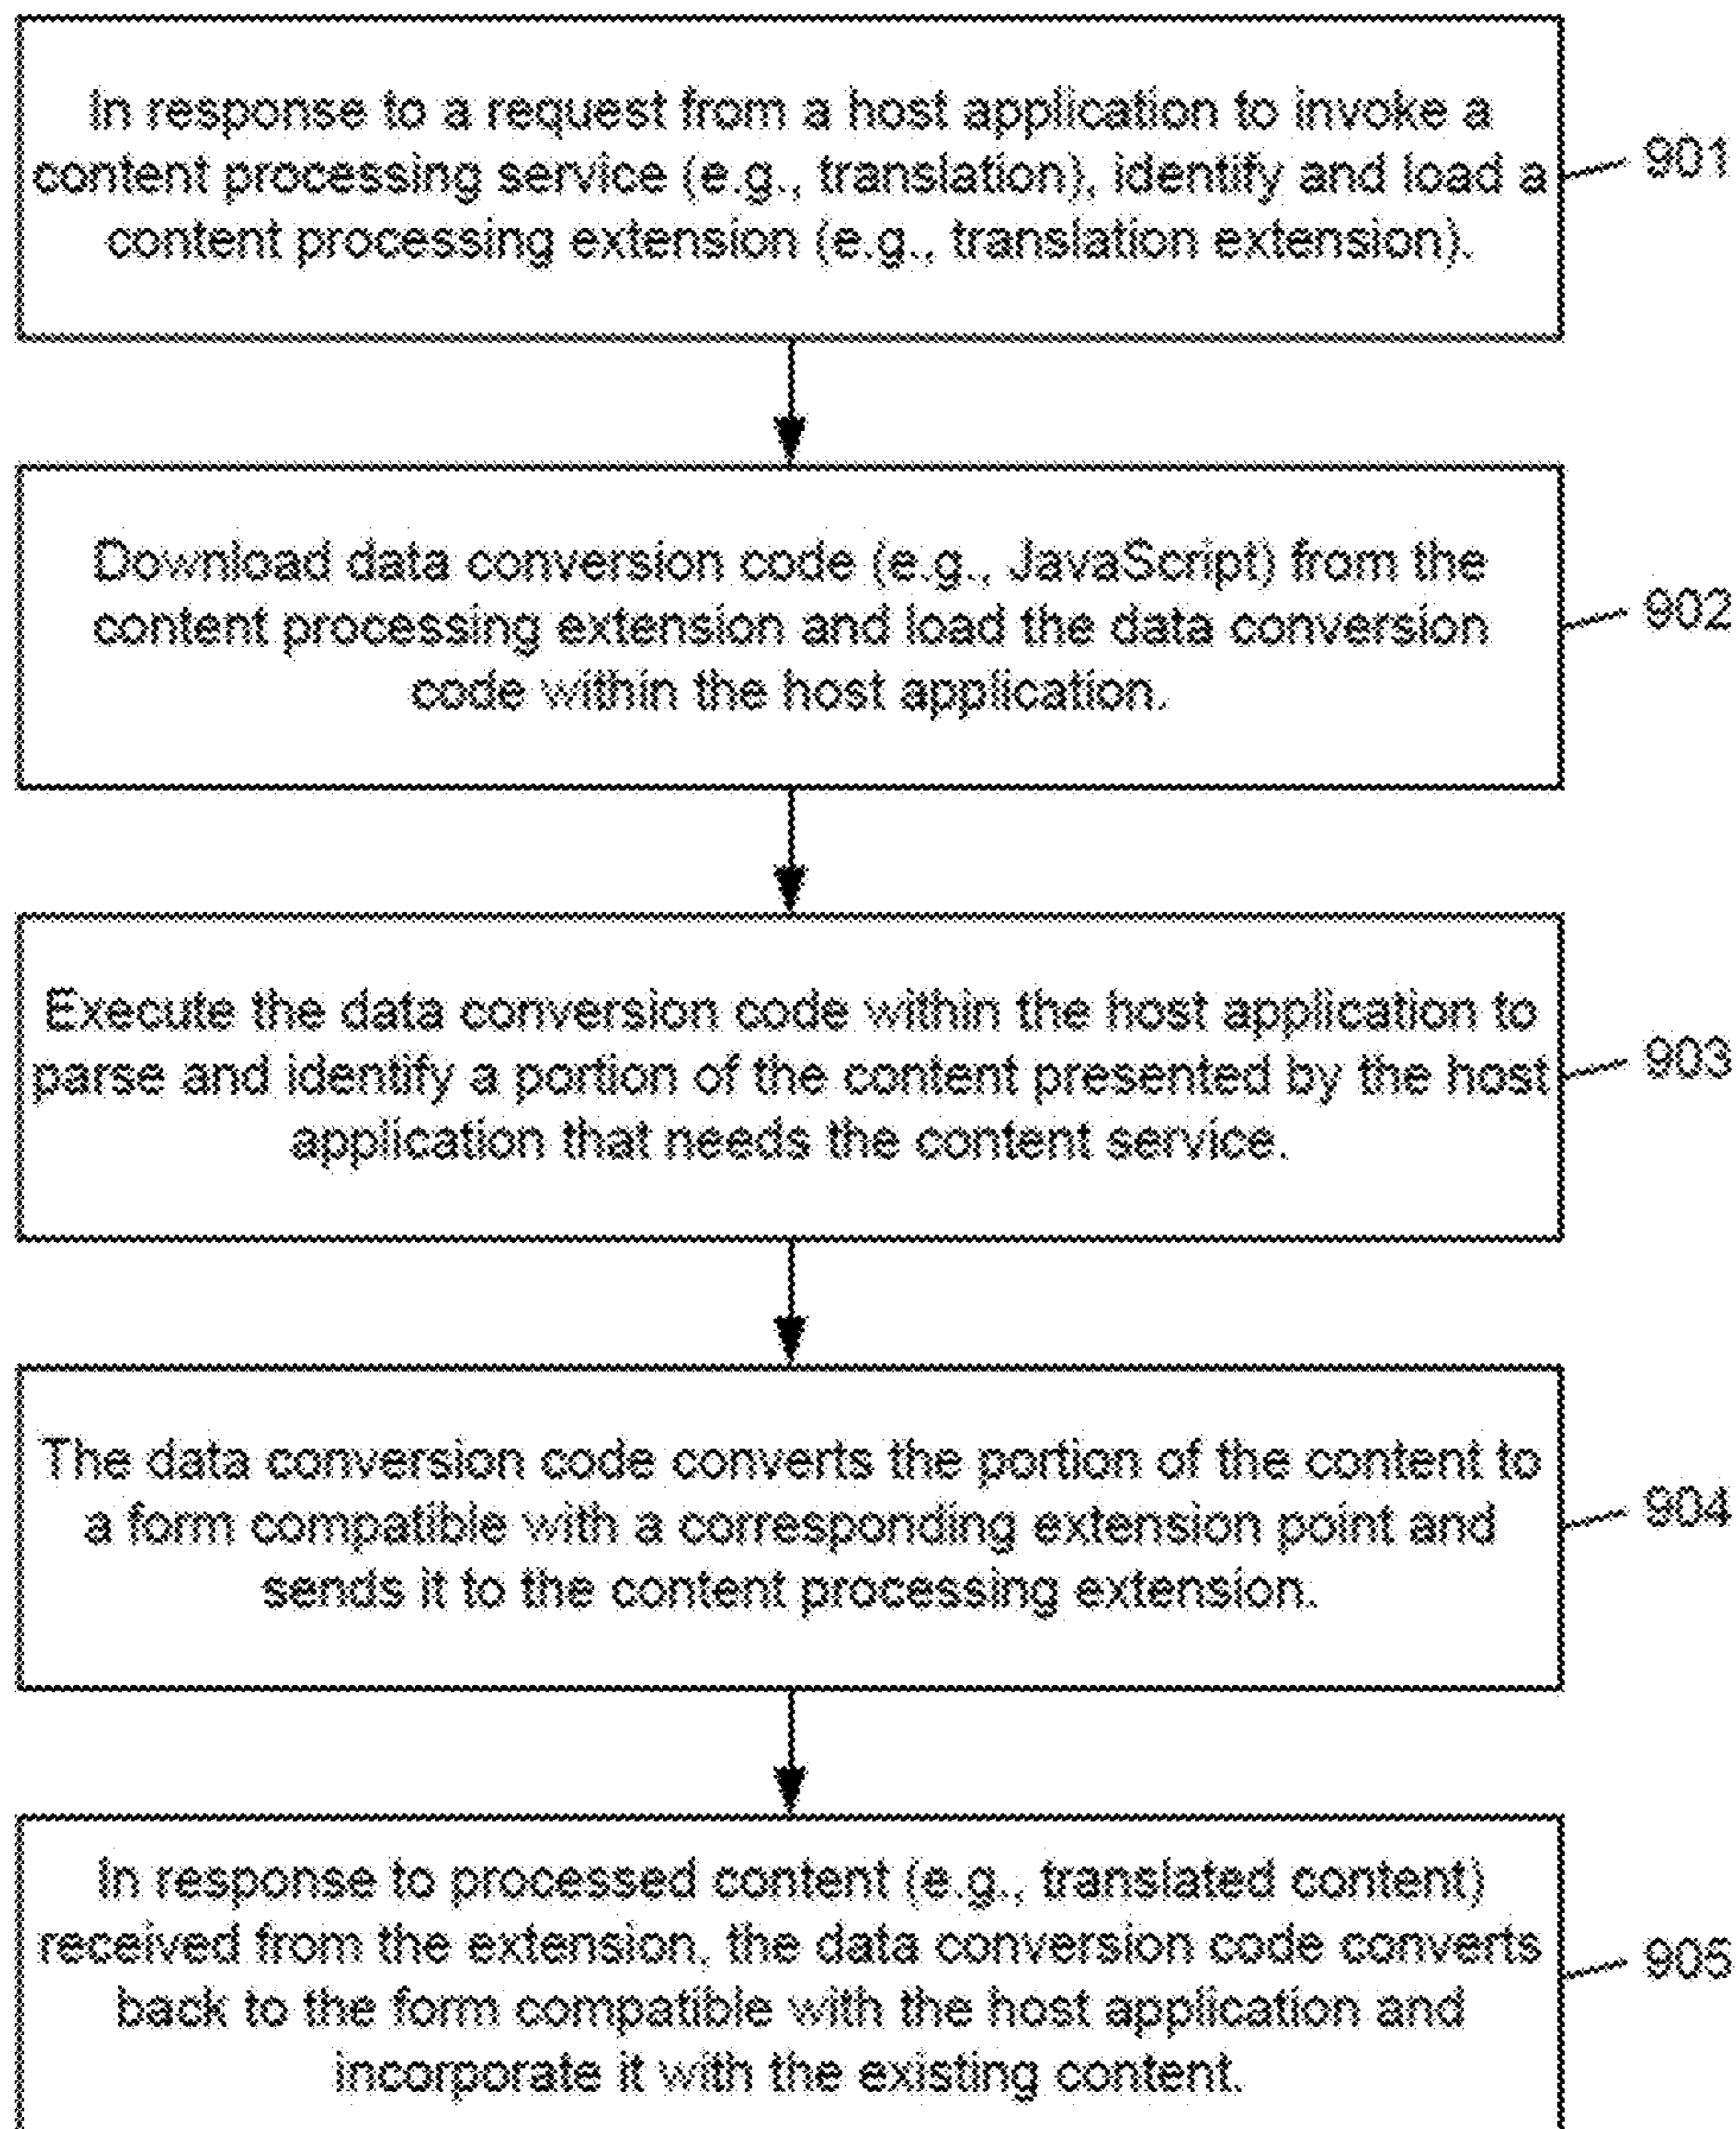 In response to a request from a host application to invoke a
content processing service (e.g., translation), identify and load a
content processing extension (e.g., translation extension).
901
Download data conversion code (e.g., JavaScript) from the
content processing extension and load the data conversion
code within the host application.
902
Execute the data conversion code within the host application to
parse and identify a portion of the content presented by the host
application that needs the content service.
903
The data conversion code converts the portion of the content to
a form compatible with a corresponding extension point and
sends it to the content processing extension.
904
In response to processed content (e.g., translated content)
received from the extension, the data conversion code converts
back to the form compatible with the host application and
incorporate it with the existing content.
905